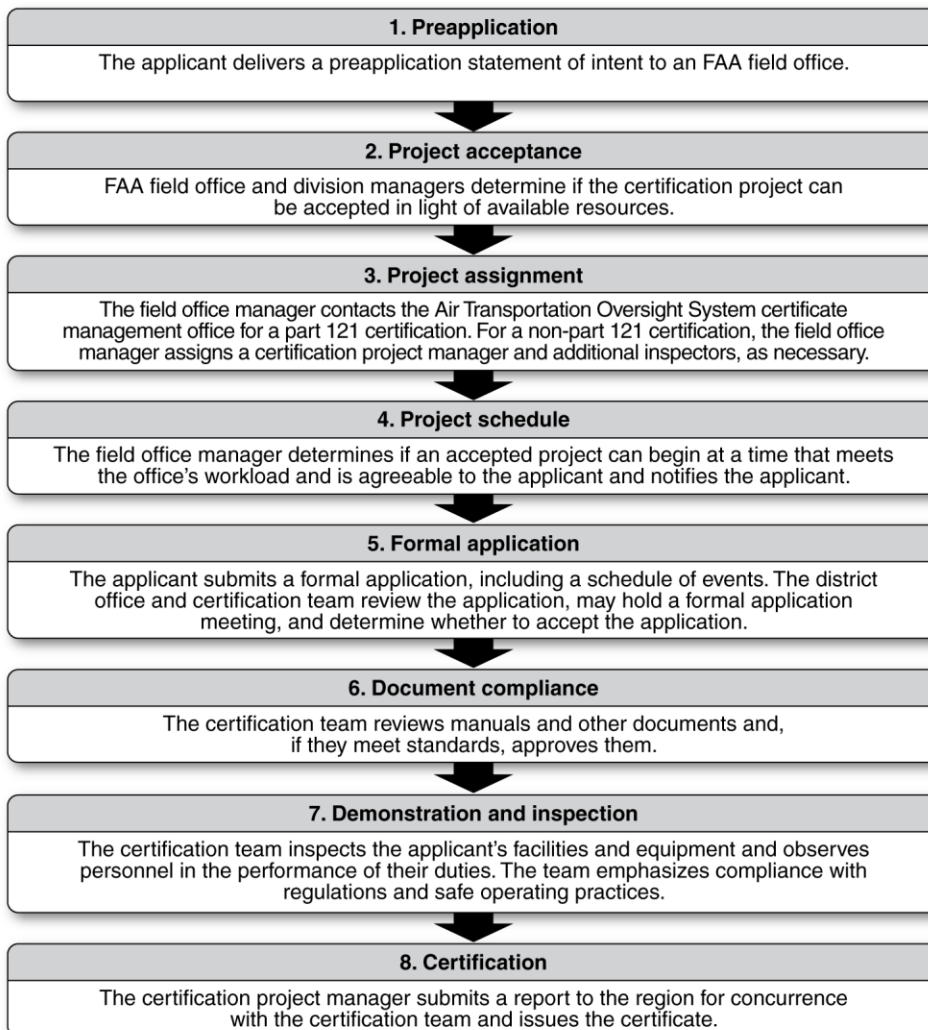 1. Preapplication
The applicant delivers a preapplication statement of intent to an FAA field office.
2. Project acceptance
FAA field office and division managers determine if the certification project can
be accepted in light of available resources.
3. Project assignment
The field office manager contacts the Air Transportation Oversight System certificate
management office for a part 121 certification. For a non-part 121 certification, the field office
manager assigns a certification project manager and additional inspectors, as necessary.
4. Project schedule
The field office manager determines if an accepted project can begin at a time that meets
the office's workload and is agreeable to the applicant and notifies the applicant.
5. Formal application
The applicant submits a formal application, including a schedule of events. The district
office and certification team review the application, may hold a formal application
meeting, and determine whether to accept the application.
6. Document compliance
The certification team reviews manuals and other documents and,
if they meet standards, approves them.
7. Demonstration and inspection
The certification team inspects the applicant's facilities and equipment and observes
personnel in the performance of their duties. The team emphasizes compliance with
regulations and safe operating practices.
8. Certification
The certification project manager submits a report to the region for concurrence
with the certification team and issues the certificate.